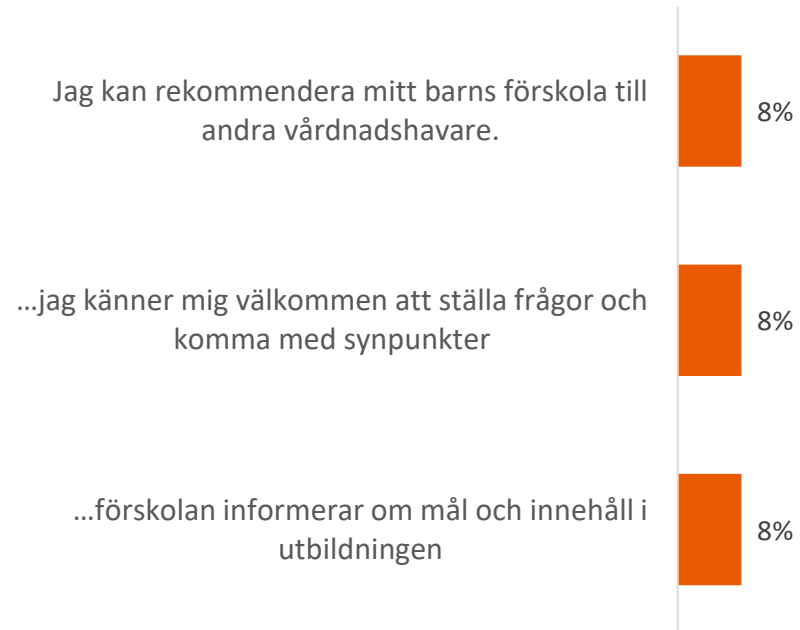 Jag kan rekommendera mitt barns förskola till
andra vårdnadshavare.
8%
...jag känner mig välkommen att ställa frågor och
komma med synpunkter
8%
...förskolan informerar om mål och innehåll i
utbildningen
8%